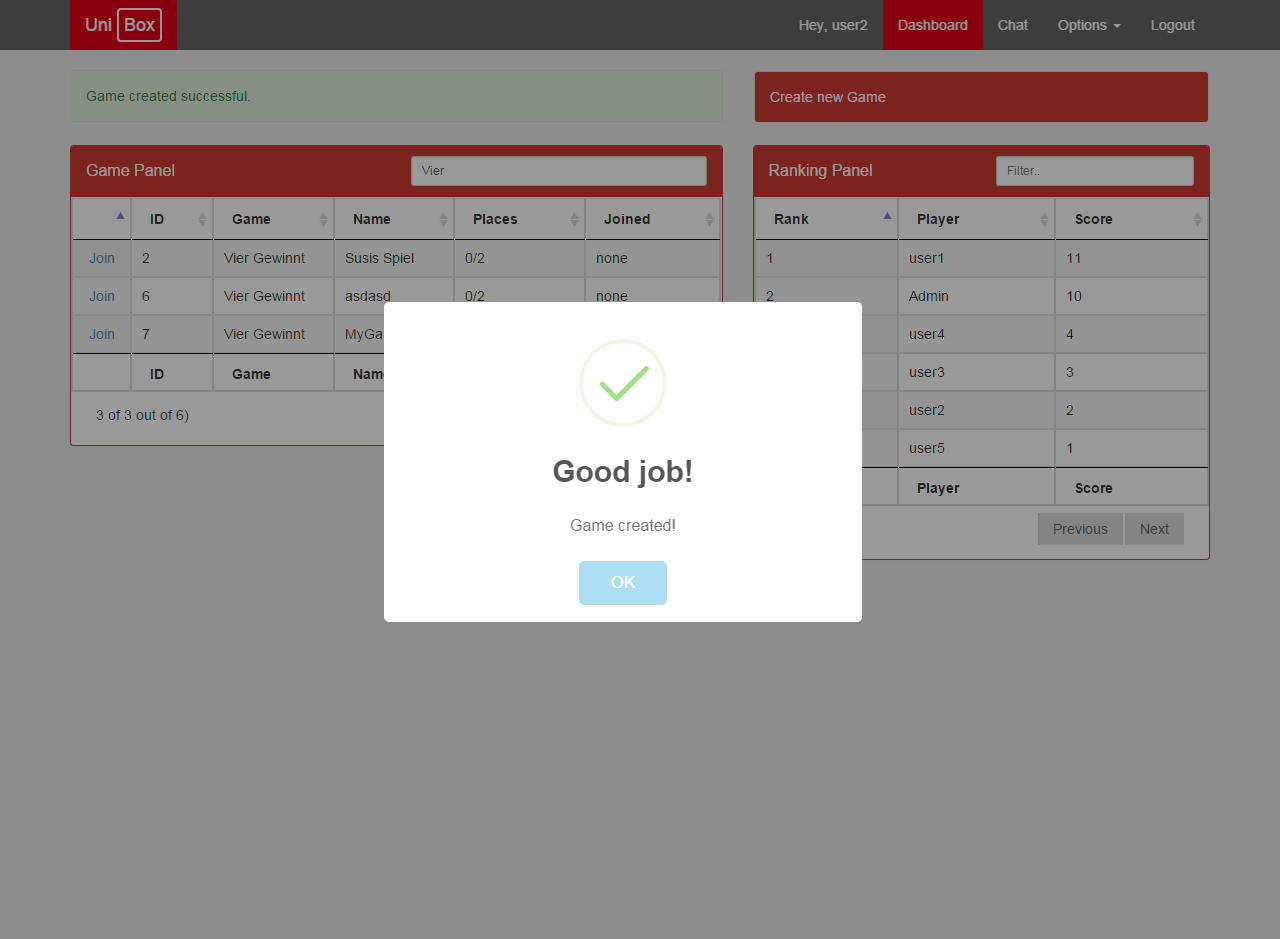 Uni Box Hey, user2 Dashboard Chat Options Logout
Game created successful.
Create new Game
Game Panel Vier
Ranking Panel Filter..
ID Game Name Places Joined
Join 2 Vier Gewinnt Susis Spiel 0/2 none
Join 6 Vier Gewinnt asdasd 0/2 none
Join 7 Vier Gewinnt MyGa
ID Game Name
3 of 3 out of 6)
Rank Player Score
1 user1 11
2 Admin 10
user4 4
user3 3
user2 2
user5 1
Player Score
Previous Next
Good job!
Game created!
OK